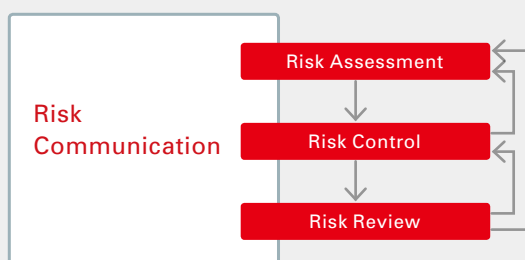 Risk Assessment
Risk
Communication
Risk Control
Risk Review